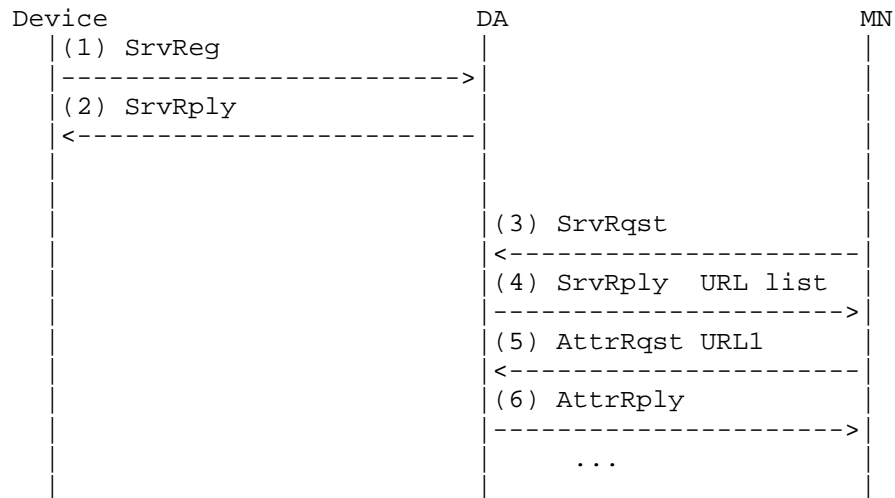 Device DA MN
(1) SrvReg
(2) SrvRply
(3) SrvRqst
(4) SrvRply URL list
(5) AttrRqst URL1
(6) AttrRply
...